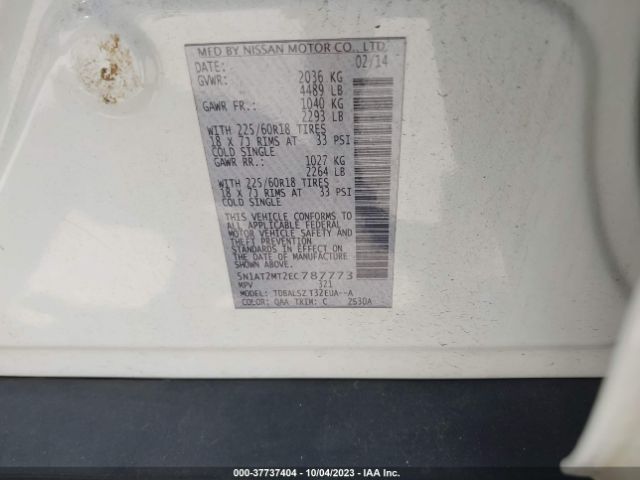 MFD BY NISSAN MOTOR CO., LTD
DATE: 02/14
GVWR: 2036 KG
4489 LB
GAWR FR.: 1040 KG
2293 LB
WITH 225/60R18 TIRES
18 X 7J RIMS AT 33 PSI
COLD SINGLE
GAWR RR.: 1027 KG
2264 LB
WITH 225/60R18 TIRES
18 X 7J RIMS AT 33 PSI
COLD SINGLE
THIS VEHICLE CONFORMS TO
ALL APPLICABLE FEDERAL
MOTOR VEHICLE SAFETY AND
THEFT PREVENTION
STANDARDS IN EFFECT ON
THE DATE OF MANUFACTURE
SHOWN ABOVE.
5N1AT2MT2EC787773
MPV 321
MODEL: TDBALSZ T32EUA--A
COLOR: QAA TRIM: C 2530A
000-37737404 - 10/04/2023 - IAA Inc.